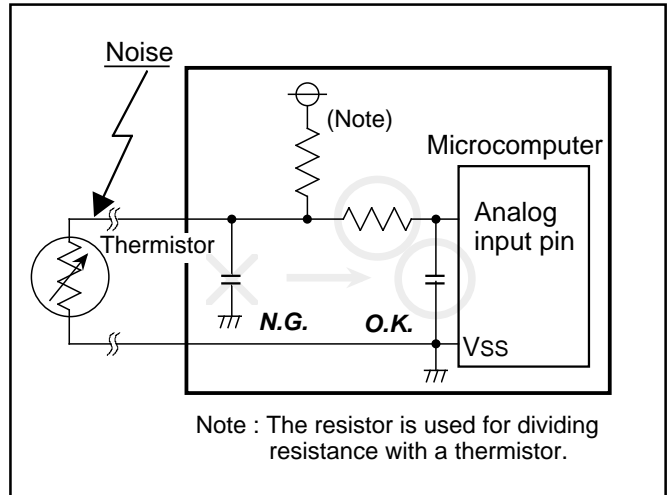 Noise
(Note)
Microcomputer
Analog
input pin
Thermistor
N.G.
O.K.
VSS
Note : The resistor is used for dividing
resistance with a thermistor.